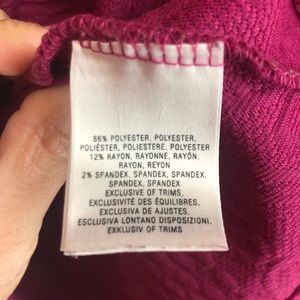 86% POLYESTER, POLYESTER,
POLIÉSTER, POLIESTERE, POLYESTER
12% RAYON, RAYONNE, RAYÓN,
RAYON, REYON
2% SPANDEX, SPANDEX, SPANDEX,
SPANDEX, SPANDEX
EXCLUSIVE OF TRIMS.
EXCLUSIVITÉ DES ÉQUILIBRES.
EXCLUSIVA DE AJUSTES.
ESCLUSIVA LONTANO DISPOSIZIONI.
EXKLUSIV OF TRIMS